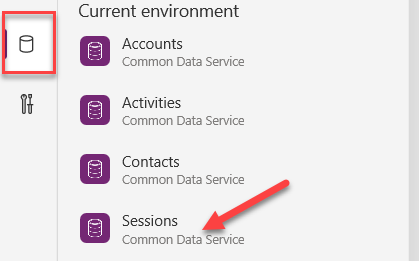 Current environment
Accounts
Common Data Service
Activities
Common Data Service
Contacts
Common Data Service
Sessions
Common Data Service